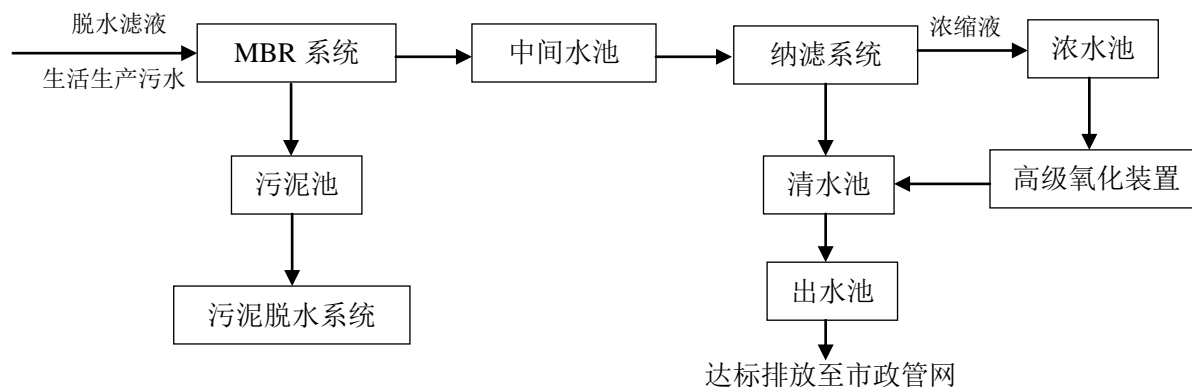 脱水滤液
生活生产污水
MBR 系统
中间水池
纳滤系统
浓缩液
浓水池
污泥池
清水池
高级氧化装置
污泥脱水系统
出水池
达标排放至市政管网